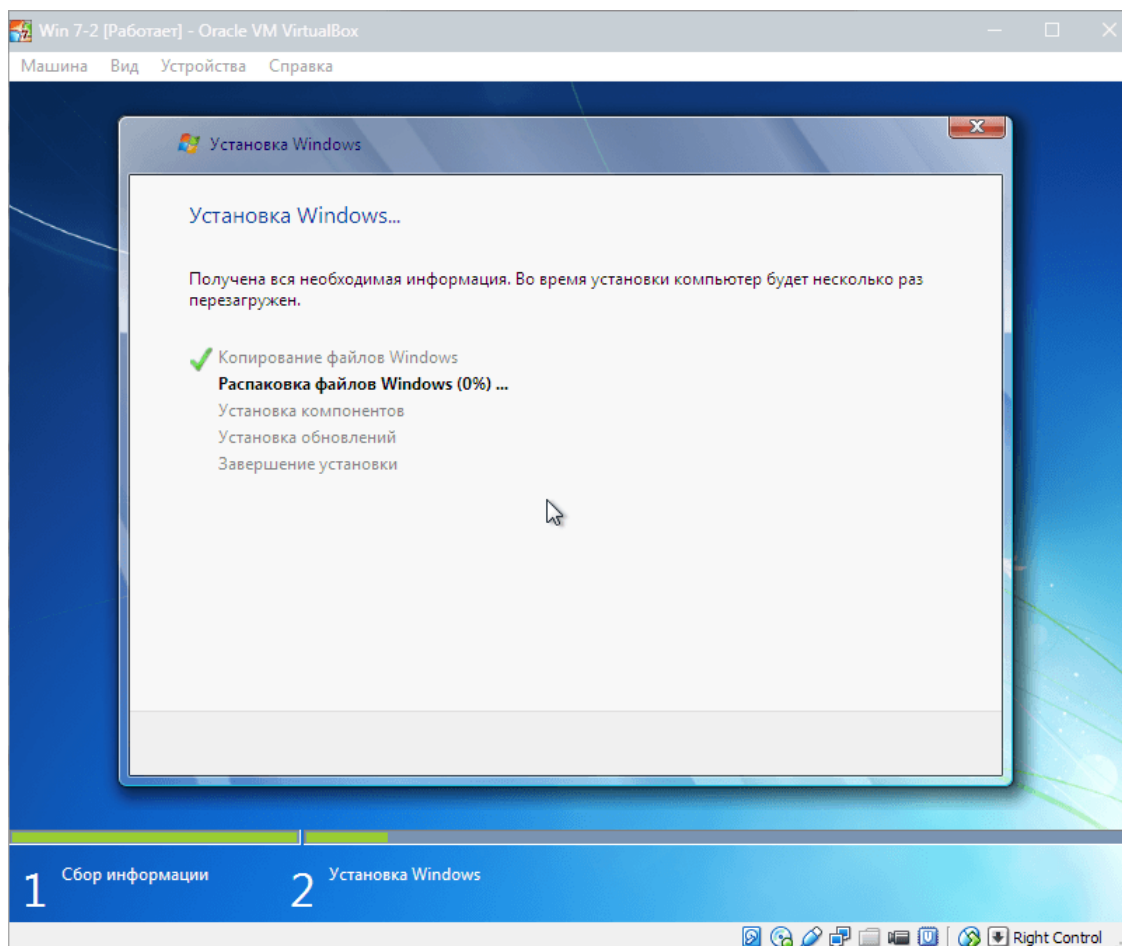 Win 7-2 [Работает] - Oracle VM VirtualBox
Машина Вид Устройства Справка
Установка Windows
Установка Windows...
Получена вся необходимая информация. Во время установки компьютер будет несколько раз
перезагружен.
Копирование файлов Windows
Распаковка файлов Windows (0%) ...
Установка компонентов
Установка обновлений
Завершение установки
1 Сбор информации 2 Установка Windows
Right Control